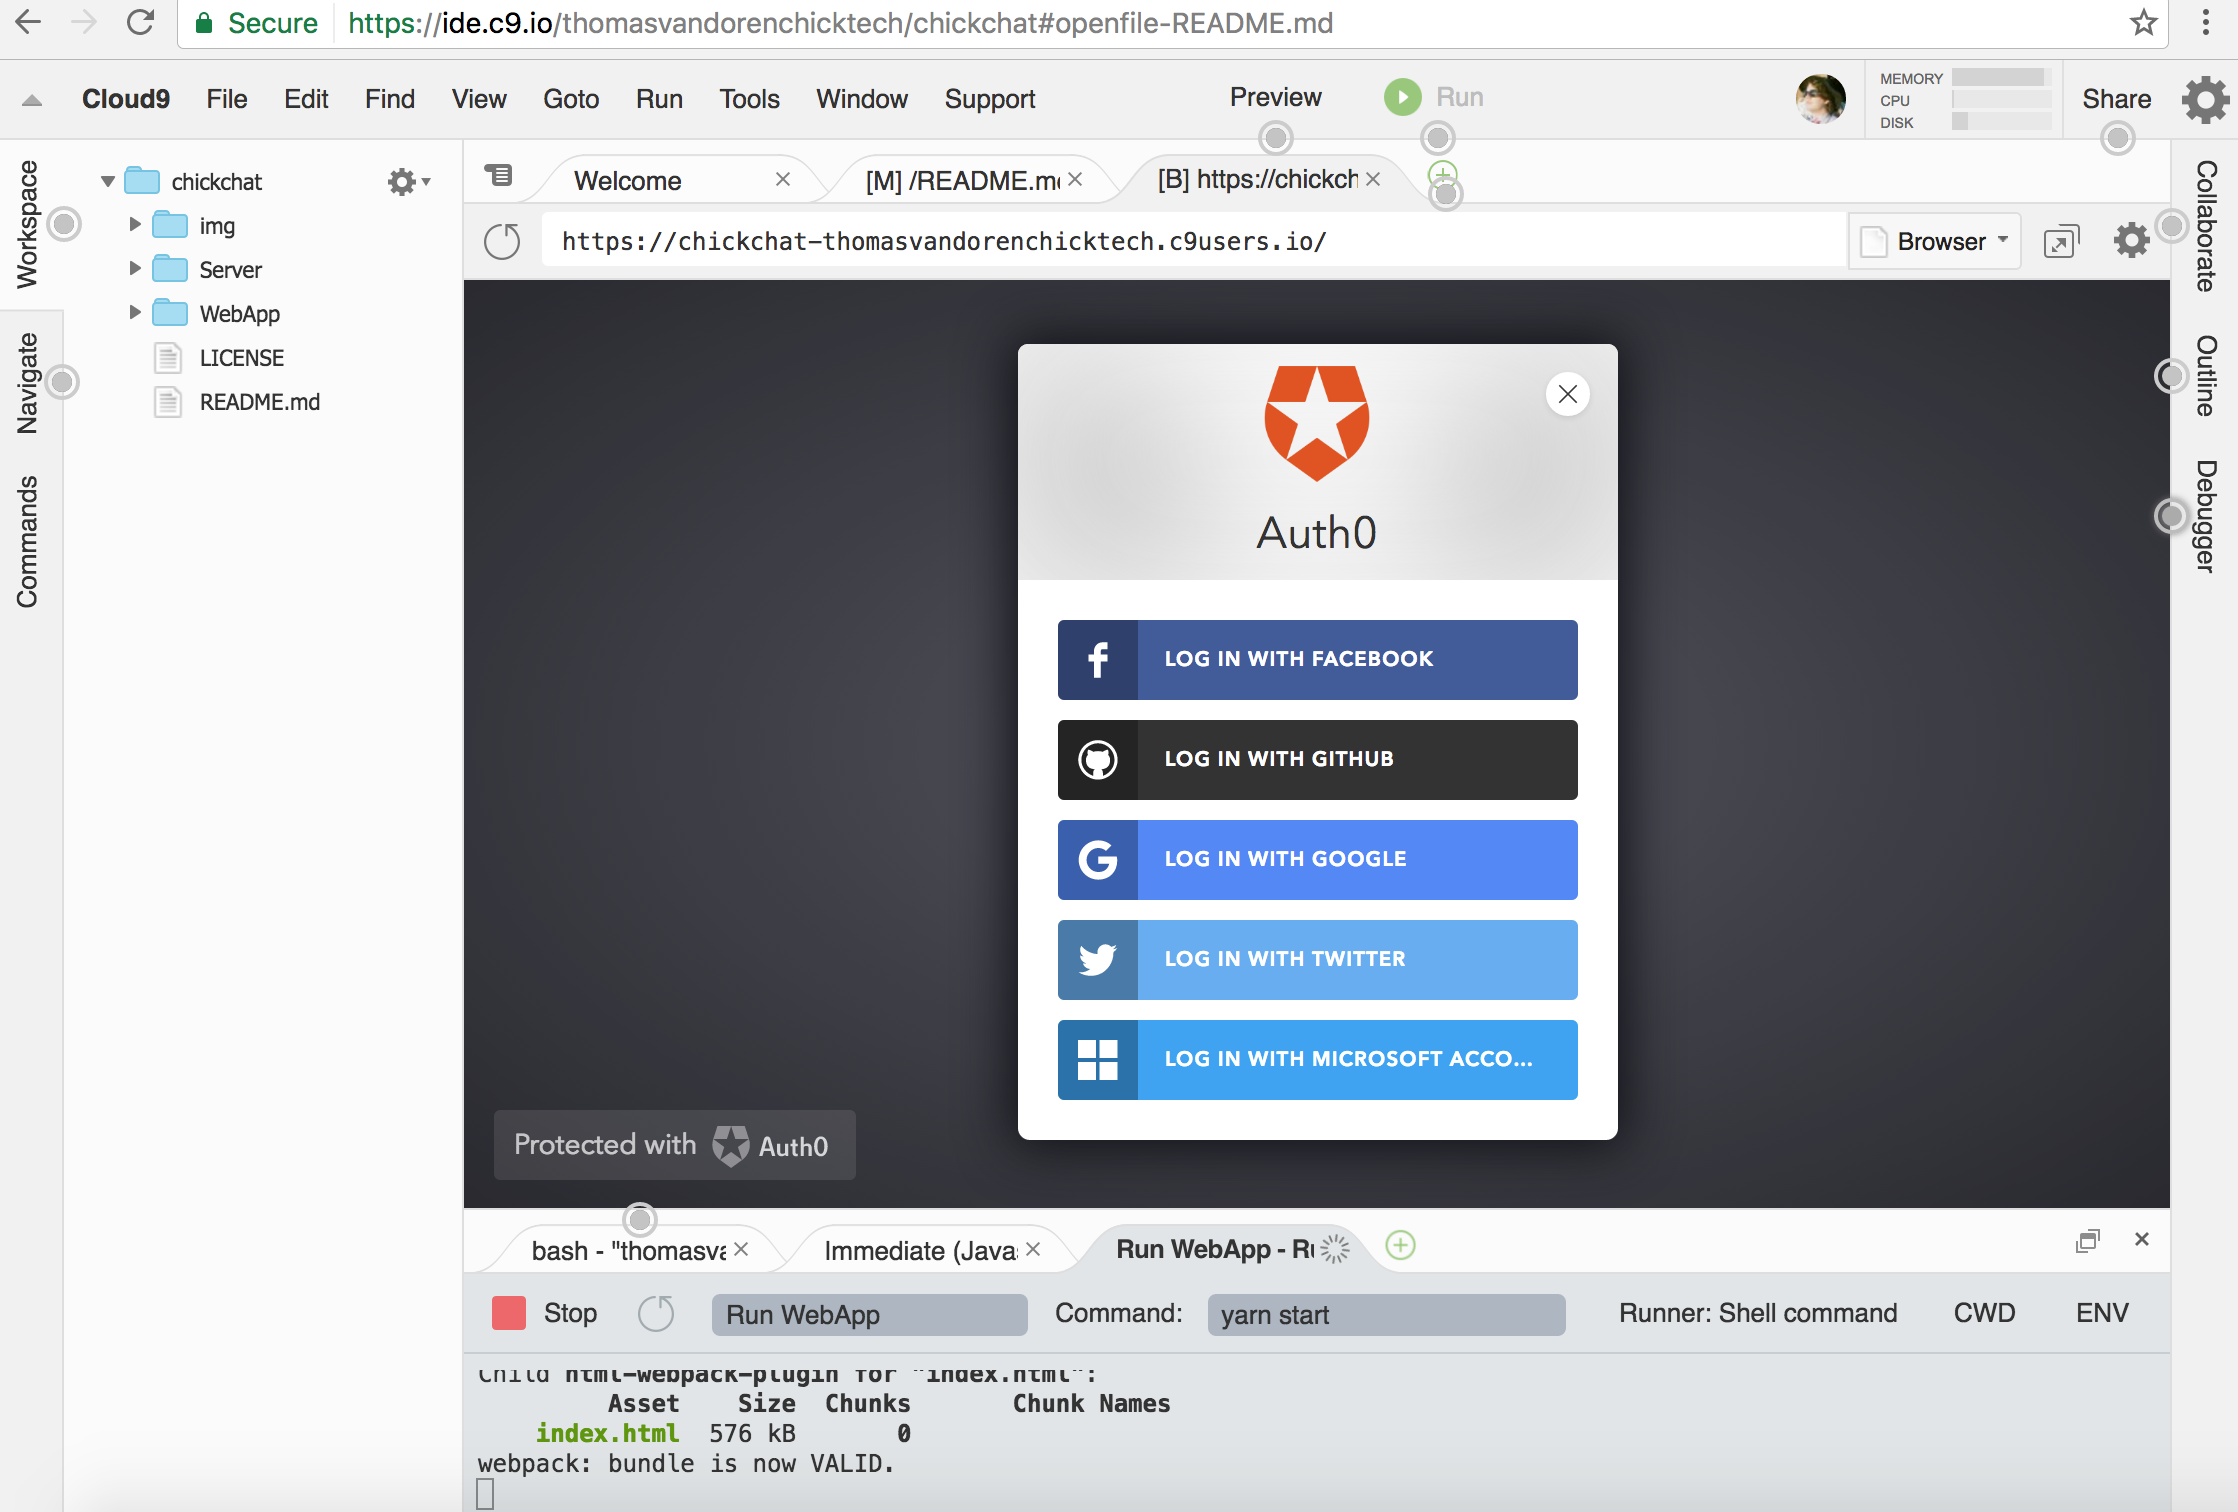 Secure https://ide.c9.io/thomasvandorenchicktech/chickchat#openfile-README.md
Cloud9 File Edit Find View Goto Run Tools Window Support Preview Run MEMORY CPU DISK Share
Workspace
Navigate
Commands
chickchat
img
Server
WebApp
LICENSE
README.md
Welcome [M] /README.m [B] https://chickch
https://chickchat-thomasvandorenchicktech.c9users.io/ Browser
Auth0
LOG IN WITH FACEBOOK
LOG IN WITH GITHUB
LOG IN WITH GOOGLE
LOG IN WITH TWITTER
LOG IN WITH MICROSOFT ACCO...
Protected with Auth0
Collaborate
Outline
Debugger
bash - "thomasva Immediate (Javas Run WebApp - Ru
Stop Run WebApp Command: yarn start Runner: Shell command CWD ENV
Child html-webpack-plugin for "index.html":
Asset Size Chunks Chunk Names
index.html 576 kB 0
webpack: bundle is now VALID.